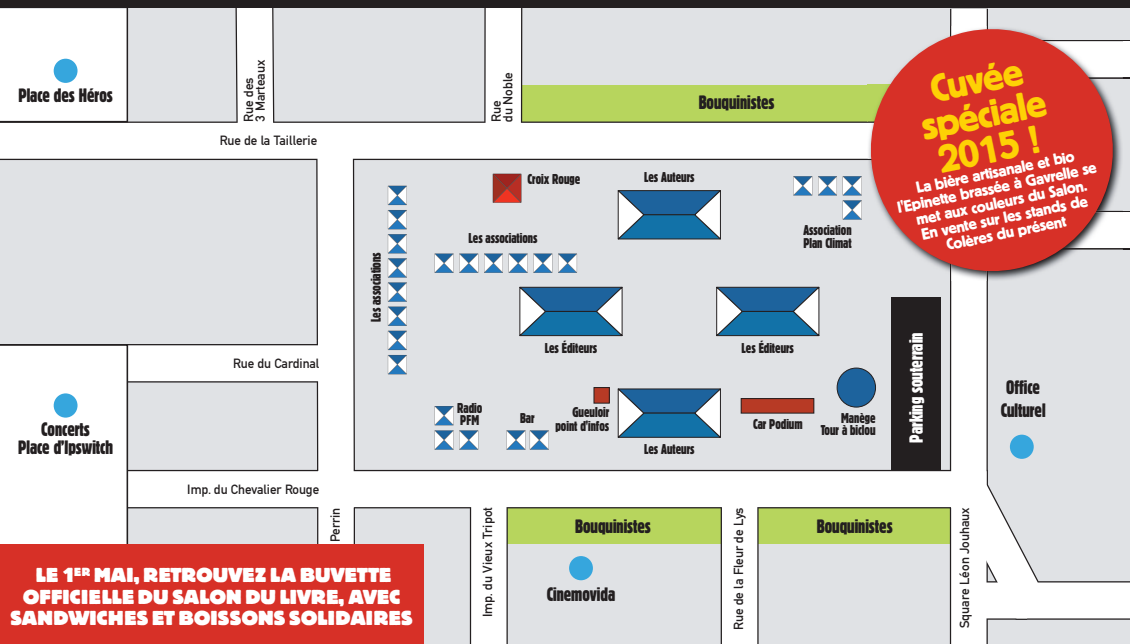 Place des Héros
Rue des
3 Marteaux
Rue
du Noble
Bouquinistes
Cuvée
spéciale
2015 !
La bière artisanale et bio
l'Epinette brassée à Gavrelle se
met aux couleurs du Salon.
En vente sur les stands de
Colères du présent
Rue de la Taillerie
Croix Rouge
Les Auteurs
Association
Plan Climat
Les associations
Les associations
Les Éditeurs
Les Éditeurs
Parking souterrain
Rue du Cardinal
Concerts
Place d'Ipswitch
Radio
PFM
Bar
Gueuloir
point d'infos
Les Auteurs
Car Podium
Manège
Tour à biclou
Office
Culturel
Imp. du Chevalier Rouge
Perrin
Imp. du Vieux Tripot
Bouquinistes
Cinemovida
Rue de la Fleur de Lys
Bouquinistes
Square Léon Jouhaux
LE 1ER MAI, RETROUVEZ LA BUVETTE
OFFICIELLE DU SALON DU LIVRE, AVEC
SANDWICHES ET BOISSONS SOLIDAIRES